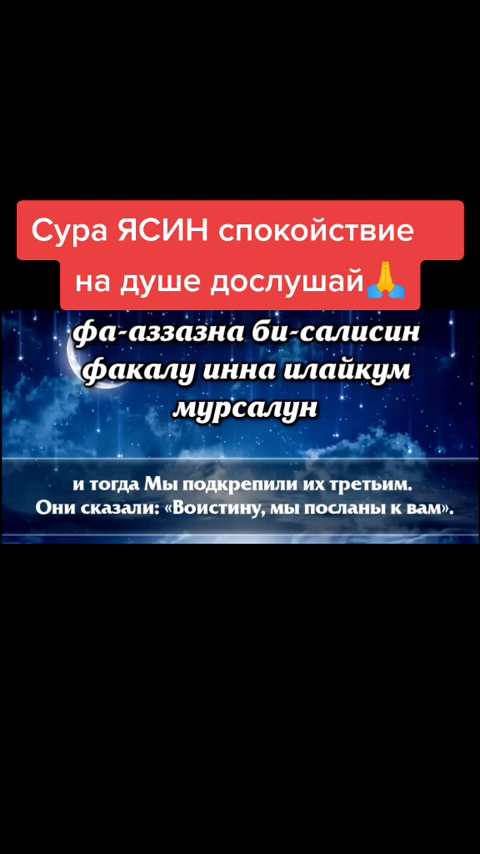 Сура ЯСИН спокойствие
на душе дослушай🙏
фа-аззазна би-салисин
факалу инна илайкум
мурсалун
и тогда Мы подкрепили их третьим.
Они сказали: «Воистину, мы посланы к вам».